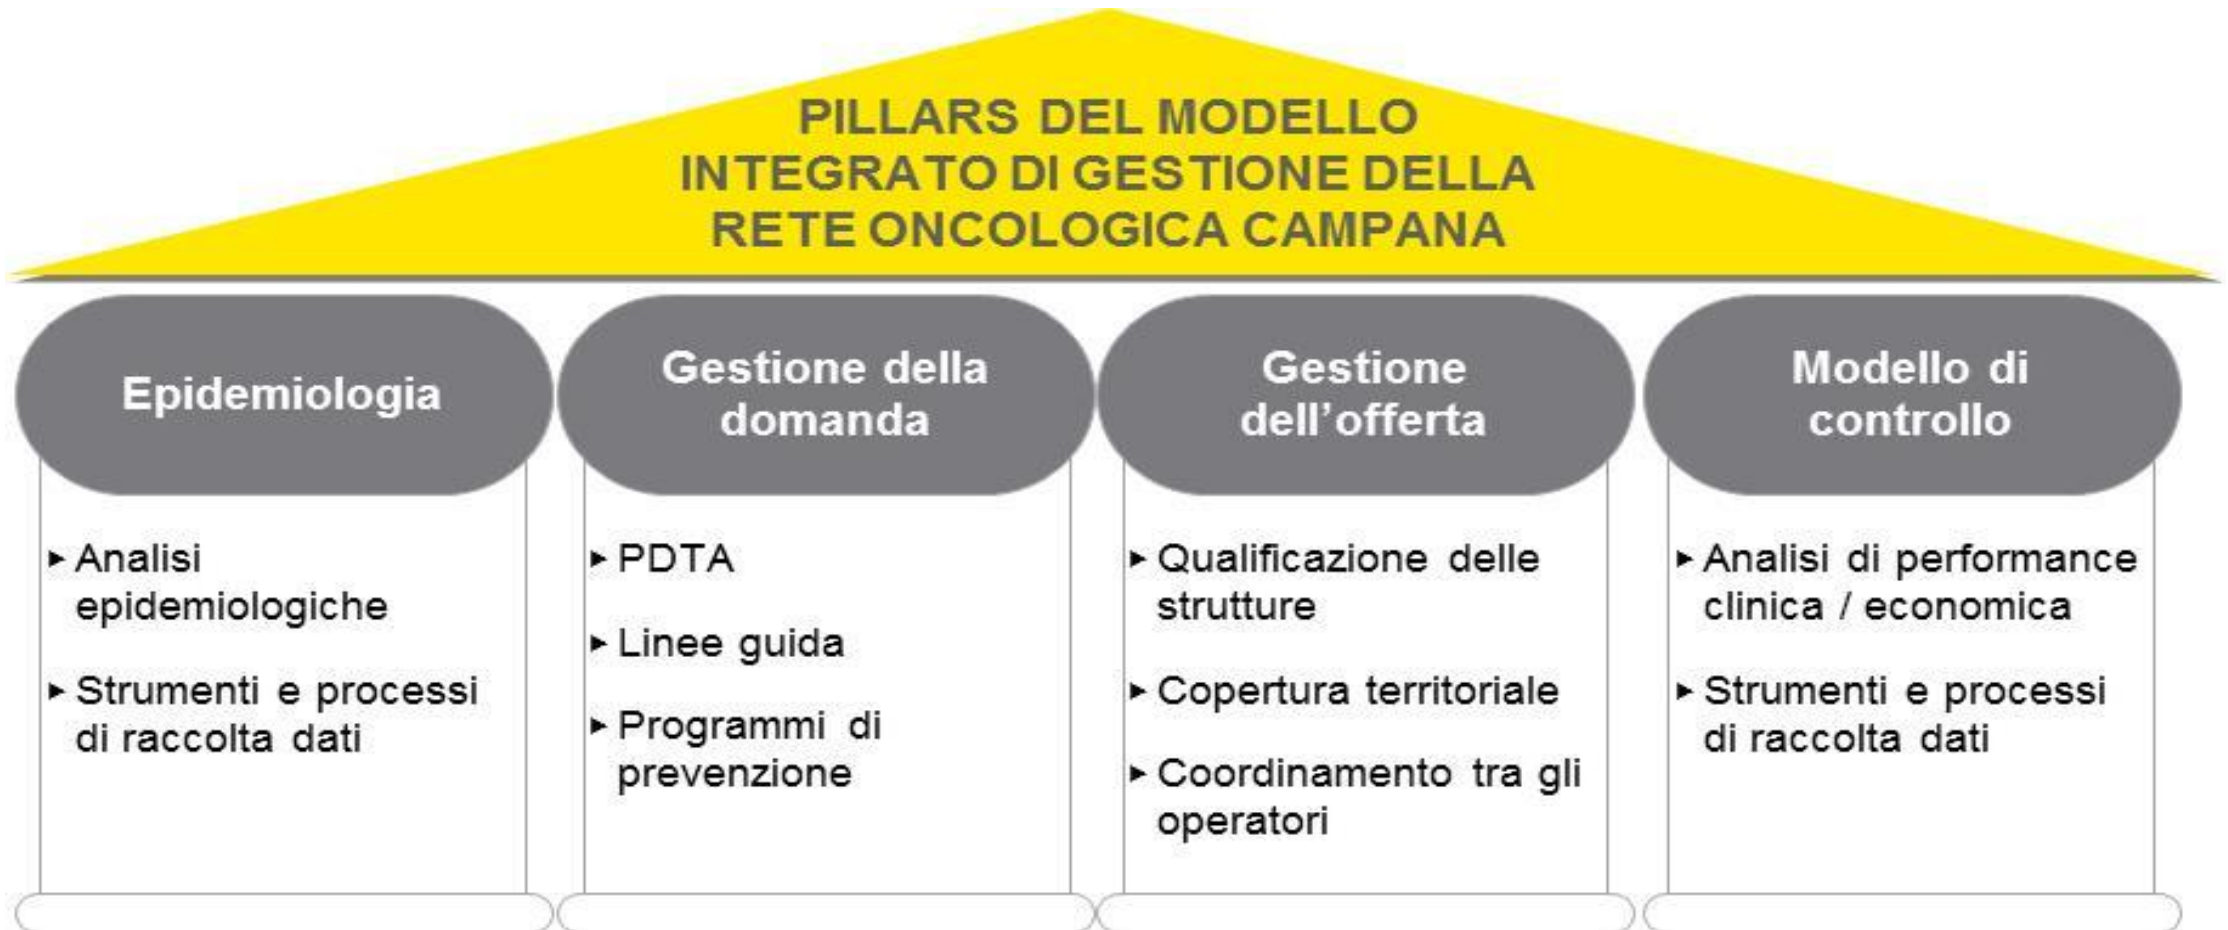 PILLARS DEL MODELLO
INTEGRATO DI GESTIONE DELLA
RETE ONCOLOGICA CAMPANA
Epidemiologia
▸ Analisi
epidemiologiche
▸ Strumenti e processi
di raccolta dati
Gestione della
domanda
▸ PDTA
▸ Linee guida
▸ Programmi di
prevenzione
Gestione
dell’offerta
▸ Qualificazione delle
strutture
▸ Copertura territoriale
▸ Coordinamento tra gli
operatori
Modello di
controllo
▸ Analisi di performance
clinica / economica
▸ Strumenti e processi
di raccolta dati